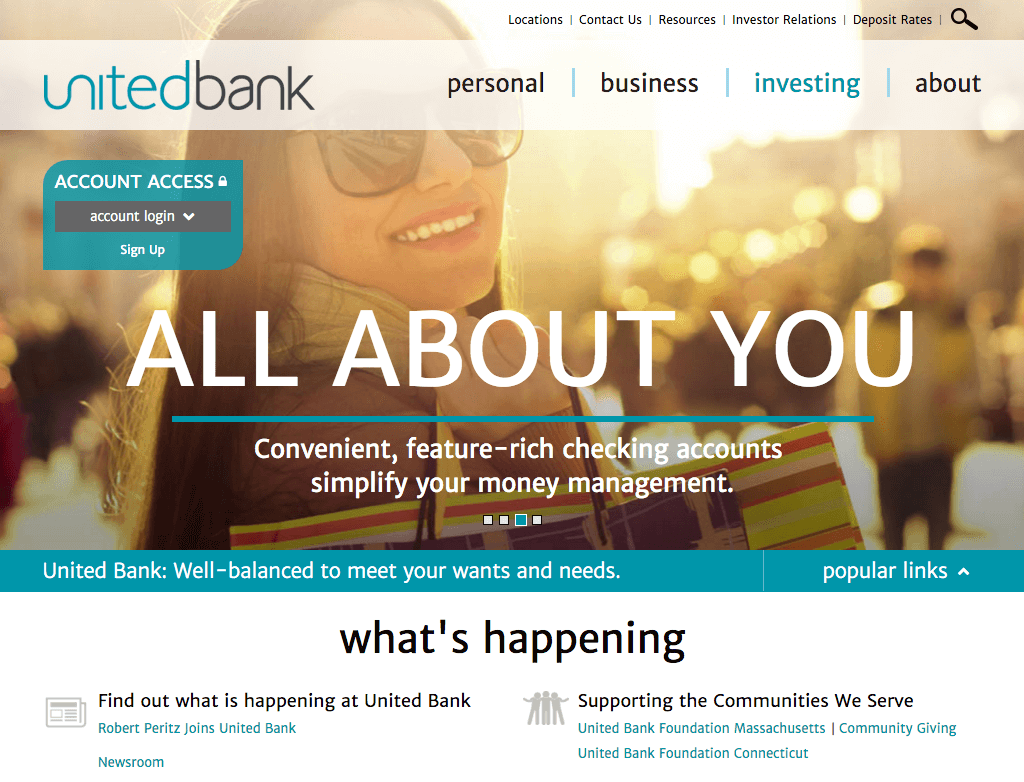 Locations | Contact Us | Resources | Investor Relations | Deposit Rates |
unitedbank
personal | business | investing | about
ACCOUNT ACCESS
account login
Sign Up
ALL ABOUT YOU
Convenient, feature-rich checking accounts
simplify your money management.
United Bank: Well-balanced to meet your wants and needs.
popular links
what's happening
Find out what is happening at United Bank
Robert Peritz Joins United Bank
Newsroom
Supporting the Communities We Serve
United Bank Foundation Massachusetts | Community Giving
United Bank Foundation Connecticut